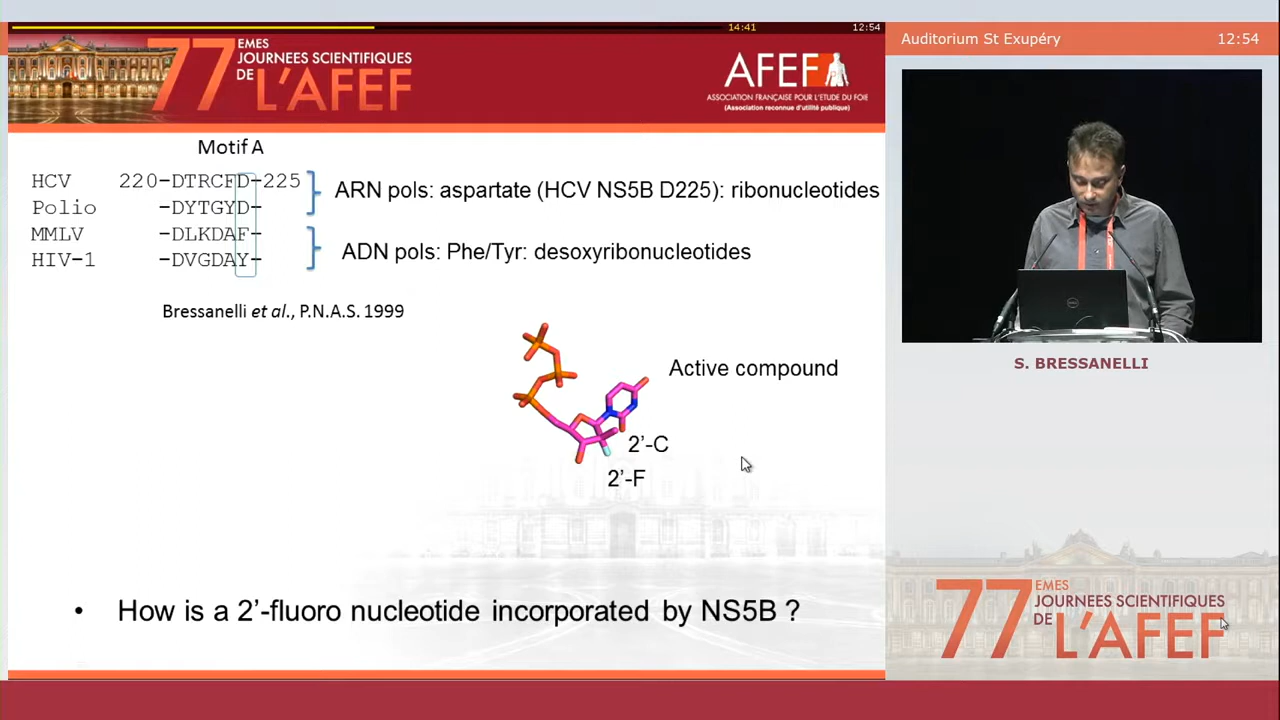 14:41
12:54
77
EMES
JOURNEES SCIENTIFIQUES
DE L'AFEF
AFEF
ASSOCIATION FRANÇAISE POUR L'ETUDE DU FOIE
(Association reconnue d'utilité publique)
Auditorium St Exupéry
12:54
Motif A
HCV 220-DTRCFD-225
Polio -DYTGYD-
MMLV -DLKDAF-
HIV-1 -DVGDAY-
ARN pols: aspartate (HCV NS5B D225): ribonucleotides
ADN pols: Phe/Tyr: desoxyribonucleotides
Bressanelli et al., P.N.A.S. 1999
Active compound
2'-C
2'-F
• How is a 2'-fluoro nucleotide incorporated by NS5B ?
S. BRESSANELLI
77
EMES
JOURNEES SCIENTIFIQUES
DE L'AFEF